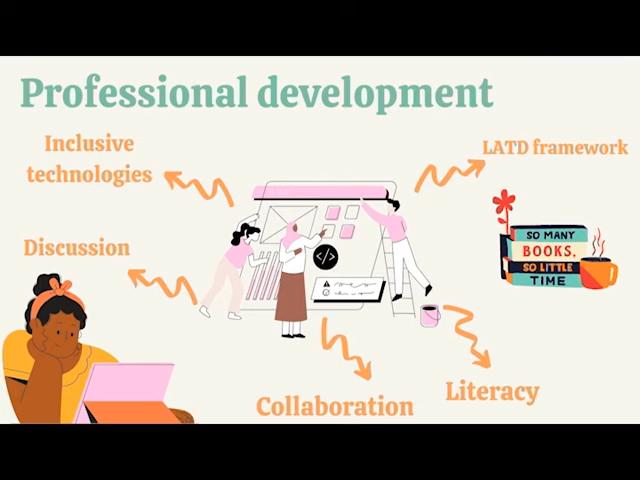 Professional development
Inclusive
technologies
LATD framework
Discussion
SO MANY
BOOKS,
SO LITTLE
TIME
</>
Collaboration
Literacy